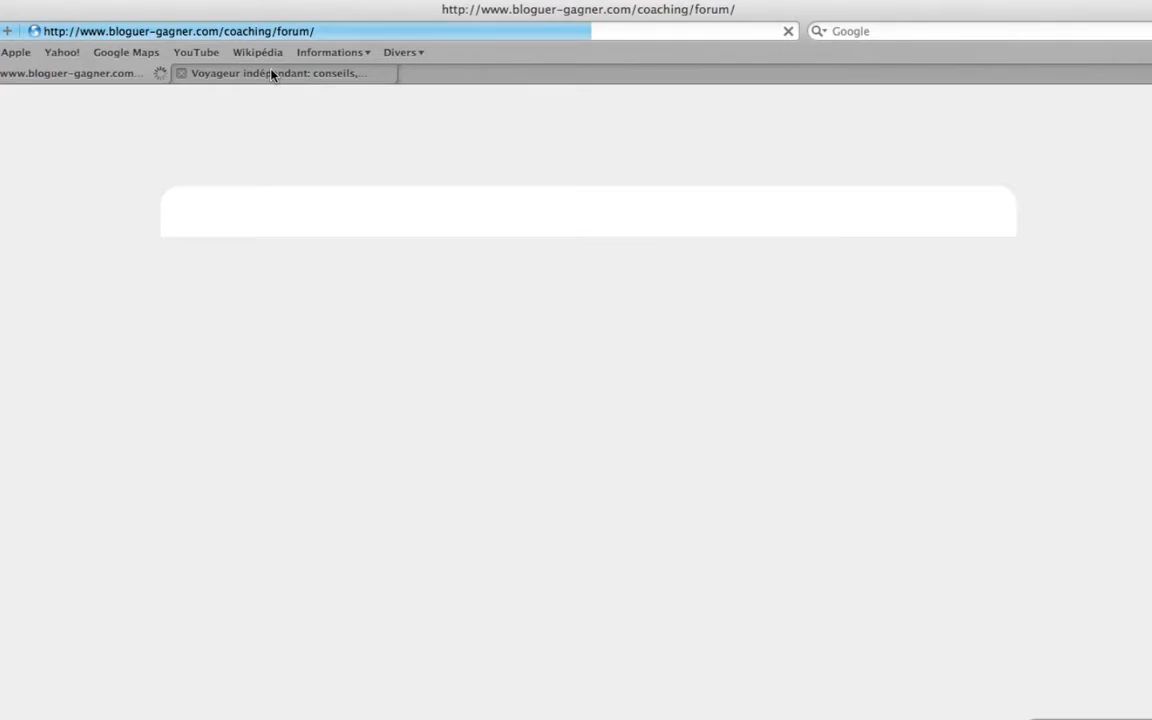 http://www.bloguer-gagner.com/coaching/forum/
http://www.bloguer-gagner.com/coaching/forum/ Google
Apple Yahoo! Google Maps YouTube Wikipédia Informations Divers
www.bloguer-gagner.com... Voyageur indépendant: conseils,...